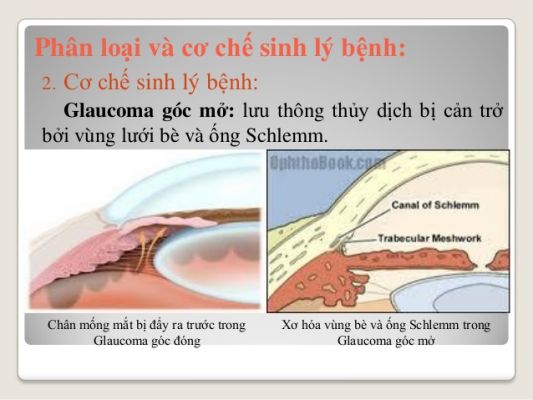 Phân loại và cơ chế sinh lý bệnh:
2. Cơ chế sinh lý bệnh:
Glaucoma góc mở: lưu thông thủy dịch bị cản trở
bởi vùng lưới bè và ống Schlemm.
OphthoBook.com
Canal of Schlemm
Trabecular Meshwork
Chân mống mắt bị đẩy ra trước trong
Glaucoma góc đóng
Xơ hóa vùng bè và ống Schlemm trong
Glaucoma góc mở